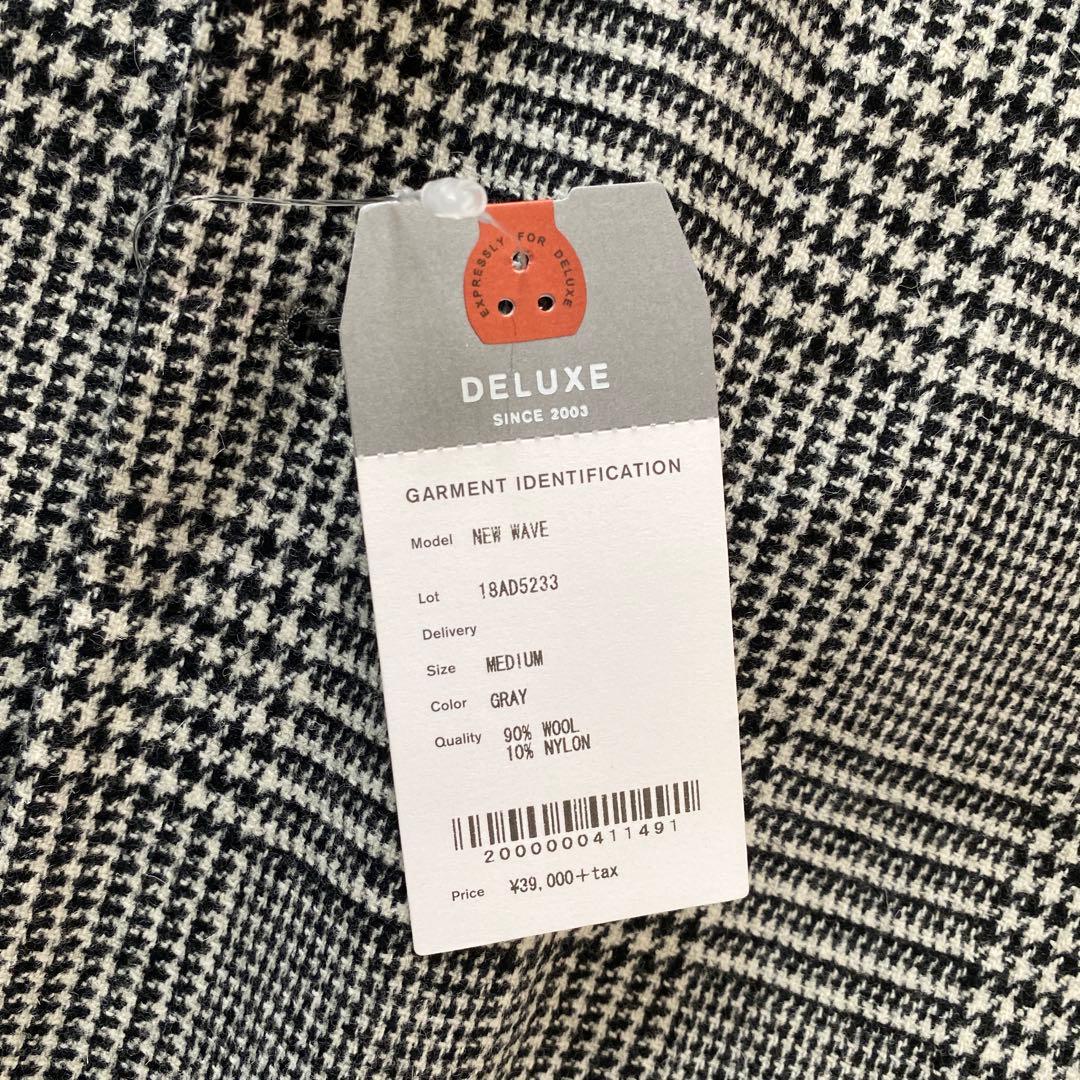 EXPRESSLY FOR DELUXE
DELUXE
SINCE 2003
GARMENT IDENTIFICATION
Model NEW WAVE
Lot 18AD5233
Delivery
Size MEDIUM
Color GRAY
Quality 90% WOOL
10% NYLON
2000000411491
Price ¥39,000+tax